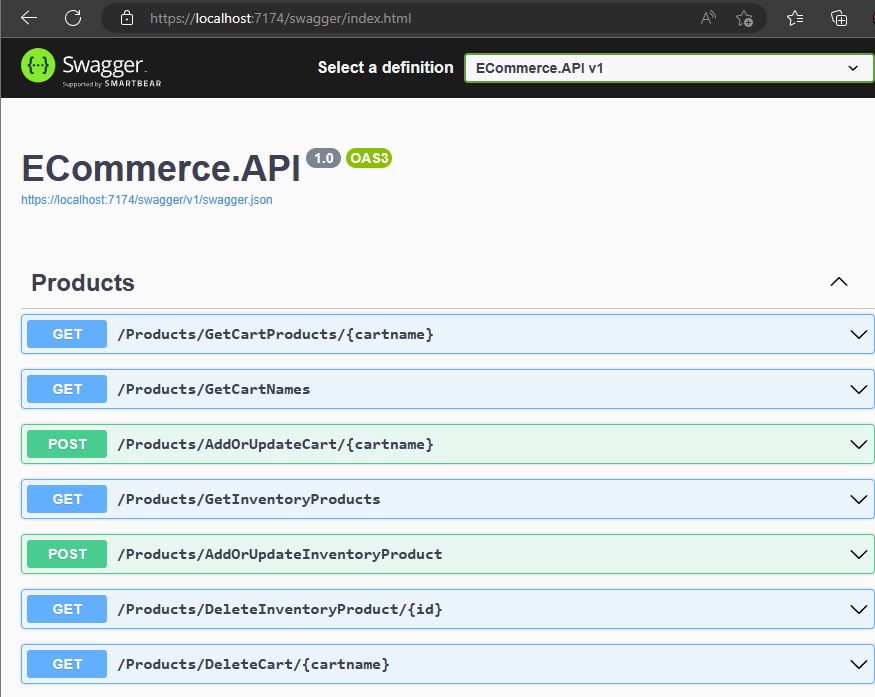 https://localhost:7174/swagger/index.html
Swagger
Supported by SMARTBEAR
Select a definition
ECommerce.API v1
ECommerce.API 1.0 OAS3
https://localhost:7174/swagger/v1/swagger.json
Products
GET /Products/GetCartProducts/{cartname}
GET /Products/GetCartNames
POST /Products/AddOrUpdateCart/{cartname}
GET /Products/GetInventoryProducts
POST /Products/AddOrUpdateInventoryProduct
GET /Products/DeleteInventoryProduct/{id}
GET /Products/DeleteCart/{cartname}